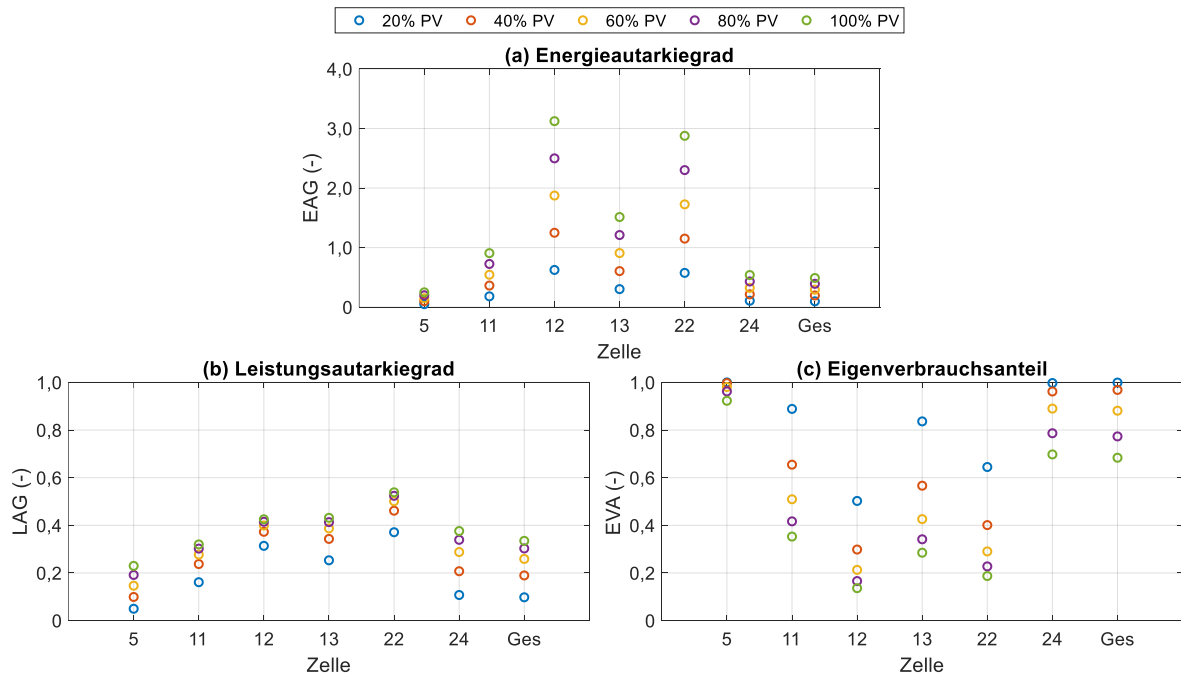 20% PV 40% PV 60% PV 80% PV 100% PV
(a) Energieautarkiegrad
EAG (-)
4,0
3,0
2,0
1,0
0
5 11 12 13 22 24 Ges
Zelle
(b) Leistungsautarkiegrad
LAG (-)
1,0
0,8
0,6
0,4
0,2
0
5 11 12 13 22 24 Ges
Zelle
(c) Eigenverbrauchsanteil
EVA (-)
1,0
0,8
0,6
0,4
0,2
0
5 11 12 13 22 24 Ges
Zelle